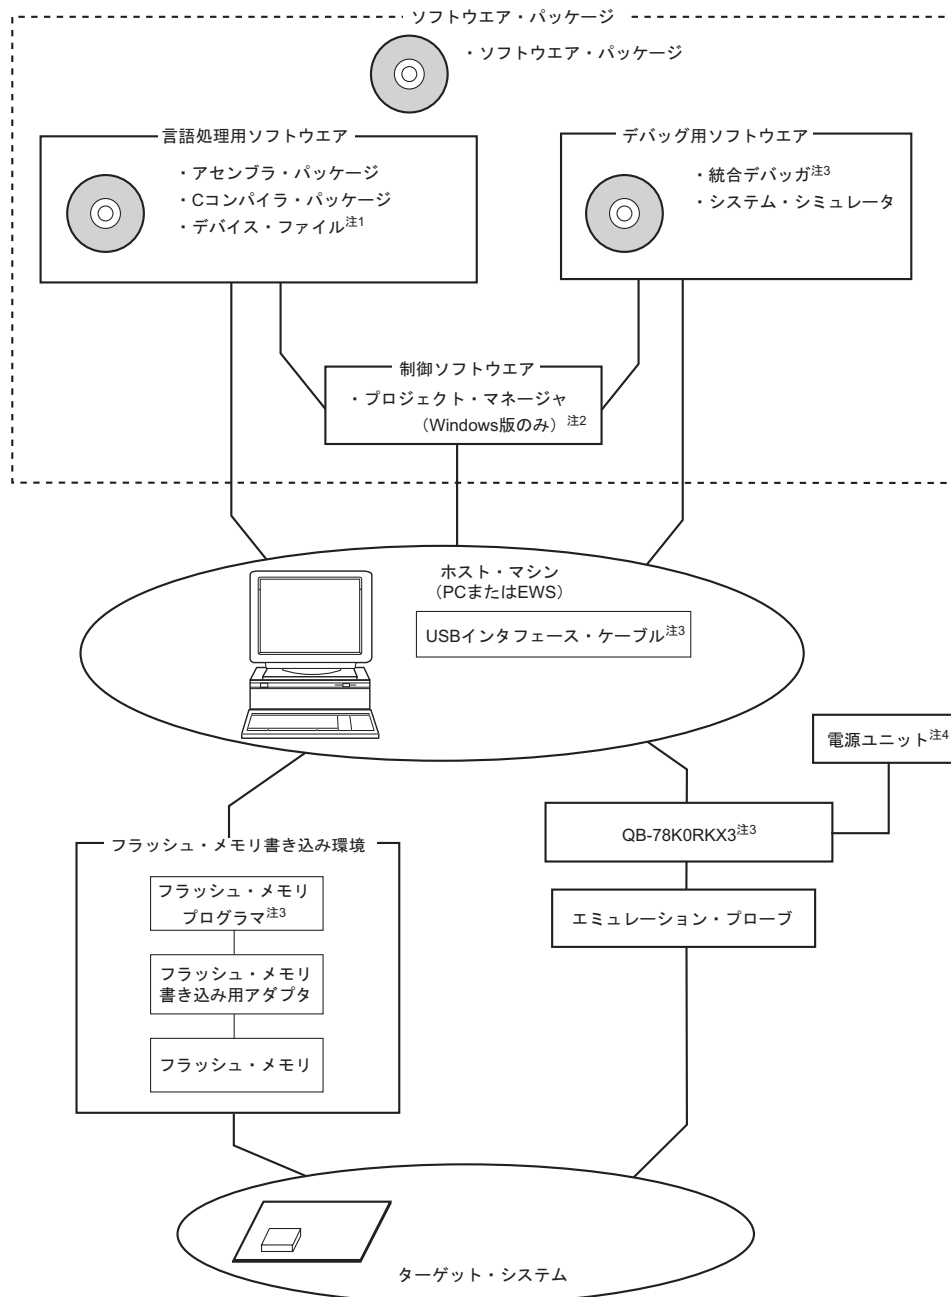 ソフトウエア・パッケージ
・ソフトウエア・パッケージ
言語処理用ソフトウエア
・アセンブラ・パッケージ
・Cコンパイラ・パッケージ
・デバイス・ファイル注1
デバッグ用ソフトウエア
・統合デバッガ注3
・システム・シミュレータ
制御ソフトウエア
・プロジェクト・マネージャ
（Windows版のみ）注2
ホスト・マシン
（PCまたはEWS）
USBインタフェース・ケーブル注3
電源ユニット注4
QB-78K0RKX3注3
エミュレーション・プローブ
フラッシュ・メモリ書き込み環境
フラッシュ・メモリ
プログラマ注3
フラッシュ・メモリ
書き込み用アダプタ
フラッシュ・メモリ
ターゲット・システム